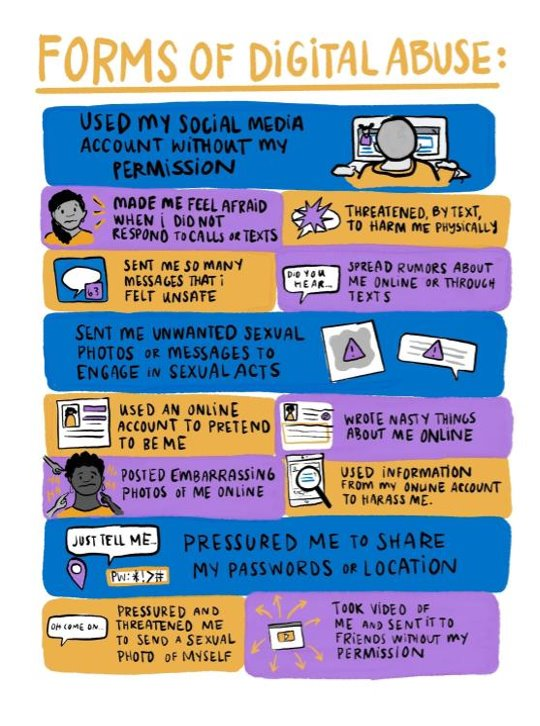 FORMS OF DiGiTAL ABUSE:
USED MY SOCIAL MEDIA
ACCOUNT WITHOUT MY
PERMISSION
MADE ME FEEL AFRAID
WHEN i DID NOT
RESPOND TO CALLS OR TEXTS
THREATENED, BY TEXT,
TO HARM ME PHYSICALLY
SENT ME SO MANY
MESSAGES THAT i
FELT UNSAFE
63
DID YOU
HEAR...
SPREAD RUMORS ABOUT
ME ONLINE OR THROUGH
TEXTS
SENT ME UNWANTED SEXUAL
PHOTOS OR MESSAGES TO
ENGAGE IN SEXUAL ACTS
USED AN ONLINE
ACCOUNT TO PRETEND
TO BE ME
WROTE NASTY THINGS
ABOUT ME ONLINE
POSTED EMBARRASSING
PHOTOS OF ME ONLINE
USED INFORMATION
FROM MY ONLINE ACCOUNT
TO HARASS ME.
JUST TELL ME..
PW:*!>#
PRESSURED ME TO SHARE
MY PASSWORDS OR LOCATION
OH COME ON...
PRESSURED AND
THREATENED ME
TO SEND A SEXUAL
PHOTO OF MYSELF
TOOK VIDEO OF
ME AND SENT IT TO
FRIENDS WITHOUT MY
PERMISSION